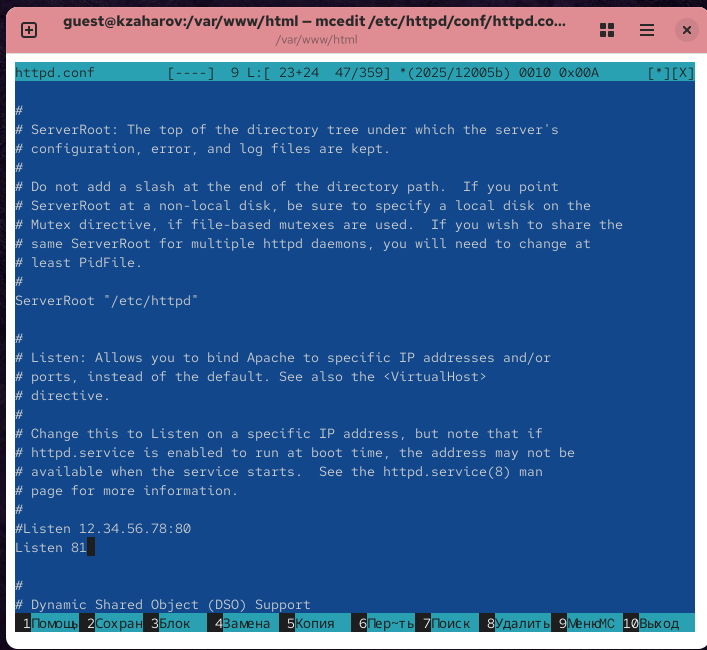 guest@kzaharov:/var/www/html — mcedit /etc/httpd/conf/httpd.co...
/var/www/html
httpd.conf [----] 9 L:[ 23+24 47/359] *(2025/12005b) 0010 0x00A [*][X]
#
# ServerRoot: The top of the directory tree under which the server's
# configuration, error, and log files are kept.
#
# Do not add a slash at the end of the directory path.  If you point
# ServerRoot at a non-local disk, be sure to specify a local disk on the
# Mutex directive, if file-based mutexes are used.  If you wish to share the
# same ServerRoot for multiple httpd daemons, you will need to change at
# least PidFile.
#
ServerRoot "/etc/httpd"
#
# Listen: Allows you to bind Apache to specific IP addresses and/or
# ports, instead of the default. See also the <VirtualHost>
# directive.
#
# Change this to Listen on a specific IP address, but note that if
# httpd.service is enabled to run at boot time, the address may not be
# available when the service starts.  See the httpd.service(8) man
# page for more information.
#
#Listen 12.34.56.78:80
Listen 81
#
# Dynamic Shared Object (DSO) Support
1Помощь 2Сохран 3Блок 4Замена 5Копия 6Пер~ть 7Поиск 8Удалить 9МенюMC 10Выход